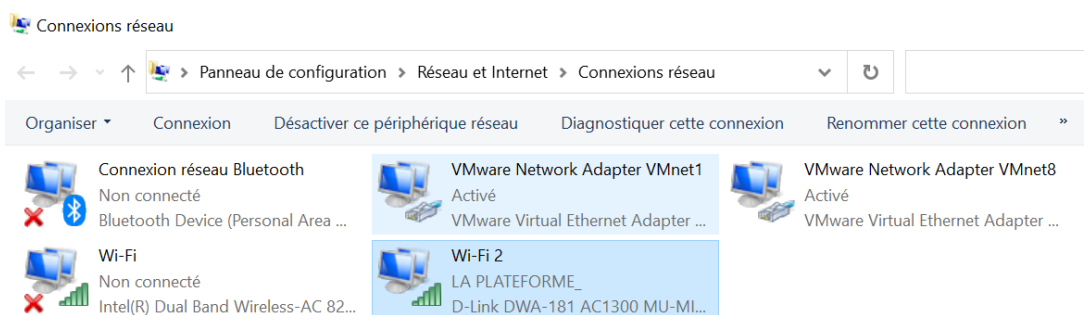 Connexions réseau
Panneau de configuration > Réseau et Internet > Connexions réseau
Organiser Connexion Désactiver ce périphérique réseau Diagnostiquer cette connexion Renommer cette connexion »
Connexion réseau Bluetooth
Non connecté
Bluetooth Device (Personal Area ...
VMware Network Adapter VMnet1
Activé
VMware Virtual Ethernet Adapter ...
VMware Network Adapter VMnet8
Activé
VMware Virtual Ethernet Adapter ...
Wi-Fi
Non connecté
Intel(R) Dual Band Wireless-AC 82...
Wi-Fi 2
LA PLATEFORME_
D-Link DWA-181 AC1300 MU-MI...